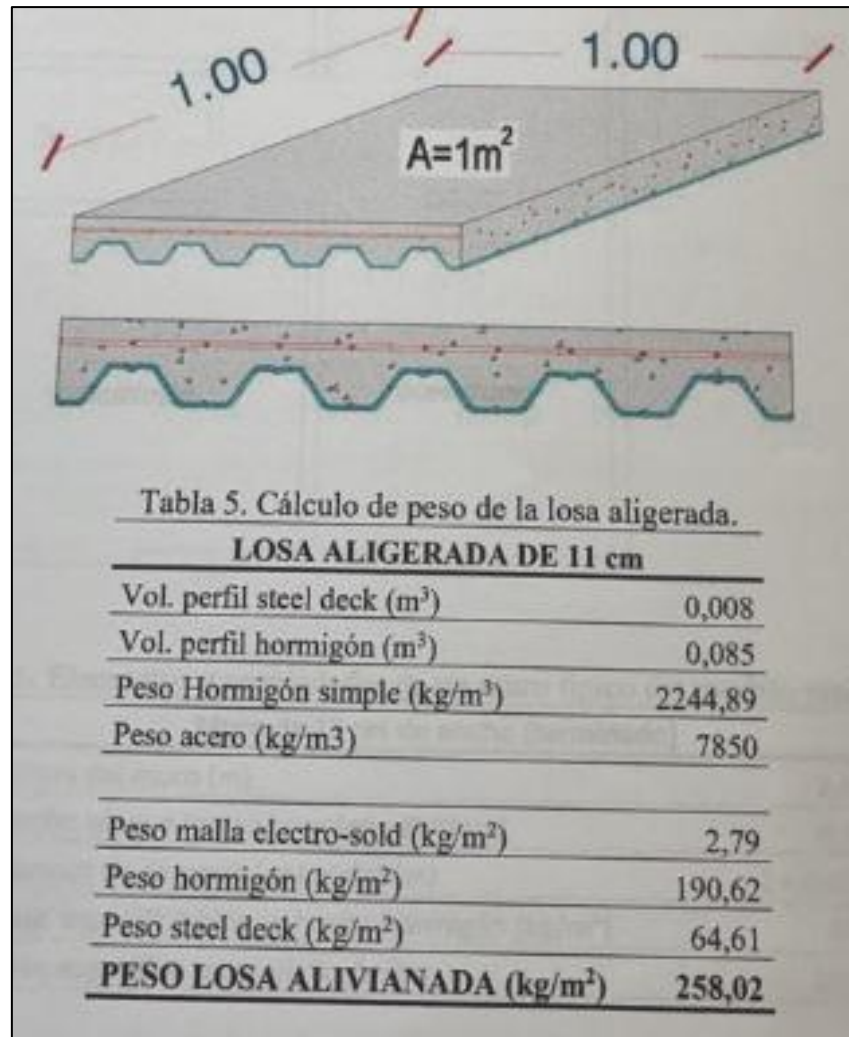 1.00 1.00
A=1m²
Tabla 5. Cálculo de peso de la losa aligerada.
LOSA ALIGERADA DE 11 cm
Vol. perfil steel deck (m³) 0,008
Vol. perfil hormigón (m³) 0,085
Peso Hormigón simple (kg/m³) 2244,89
Peso acero (kg/m3) 7850
Peso malla electro-sold (kg/m²) 2,79
Peso hormigón (kg/m²) 190,62
Peso steel deck (kg/m²) 64,61
PESO LOSA ALIVIANADA (kg/m²) 258,02